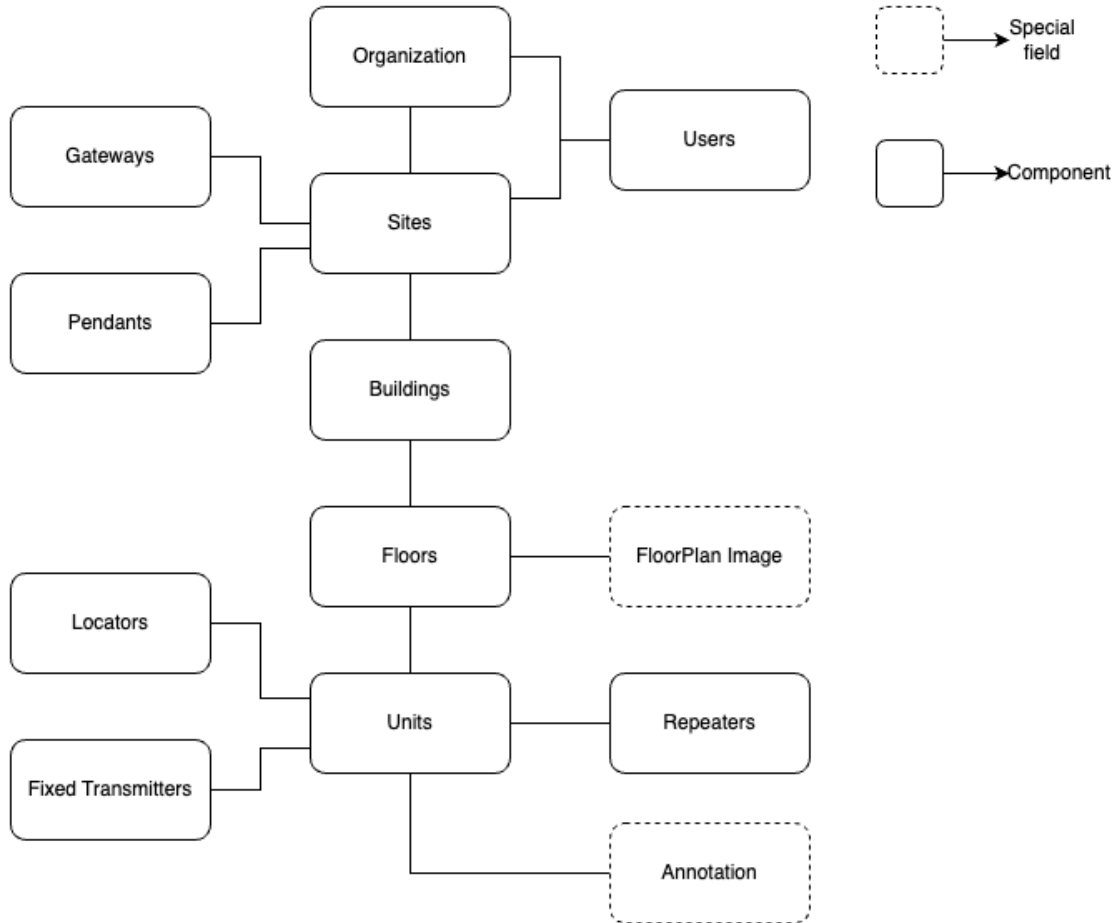 Organization
Special
field
Gateways
Users
Component
Sites
Pendants
Buildings
Floors
FloorPlan Image
Locators
Units
Repeaters
Fixed Transmitters
Annotation